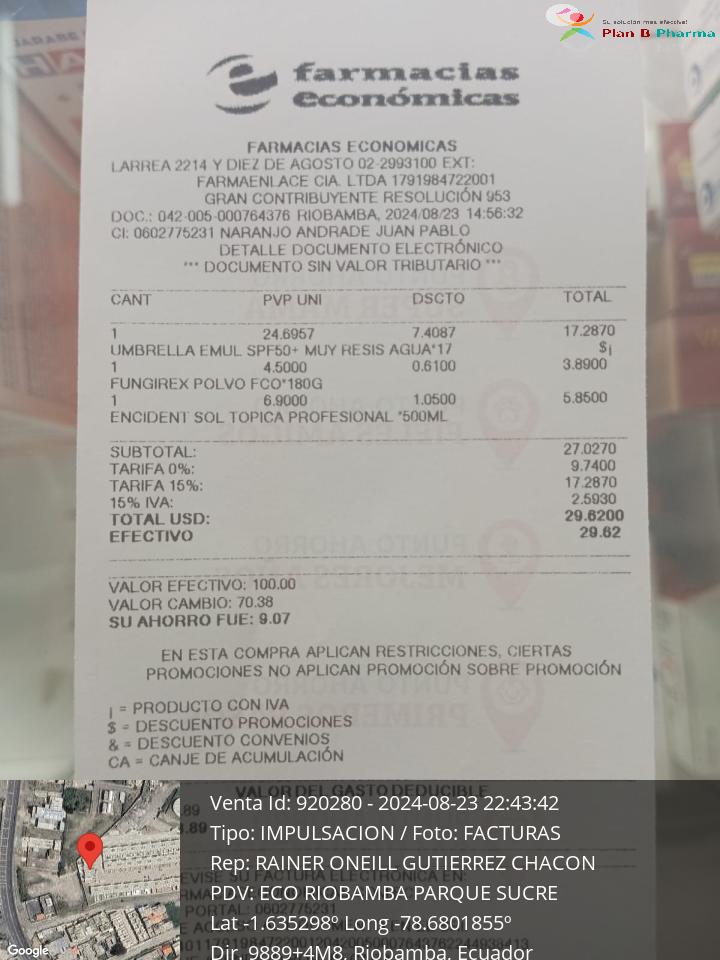 Su solución más efectiva!
Plan B Pharma
farmacias
económicas
FARMACIAS ECONOMICAS
LARREA 2214 Y DIEZ DE AGOSTO 02-2993100 EXT:
FARMAENLACE CIA. LTDA 1791984722001
GRAN CONTRIBUYENTE RESOLUCIÓN 953
DOC.: 042-005-000764376 RIOBAMBA, 2024/08/23 14:56:32
CI: 0602775231 NARANJO ANDRADE JUAN PABLO
DETALLE DOCUMENTO ELECTRÓNICO
*** DOCUMENTO SIN VALOR TRIBUTARIO ***
CANT PVP UNI DSCTO TOTAL
1 24.6957 7.4087 17.2870
UMBRELLA EMUL SPF50+ MUY RESIS AGUA*17 $¡
1 4.5000 0.6100 3.8900
FUNGIREX POLVO FCO*180G
1 6.9000 1.0500 5.8500
ENCIDENT SOL TOPICA PROFESIONAL *500ML
SUBTOTAL: 27.0270
TARIFA 0%: 9.7400
TARIFA 15%: 17.2870
15% IVA: 2.5930
TOTAL USD: 29.6200
EFECTIVO 29.62
VALOR EFECTIVO: 100.00
VALOR CAMBIO: 70.38
SU AHORRO FUE: 9.07
EN ESTA COMPRA APLICAN RESTRICCIONES, CIERTAS
PROMOCIONES NO APLICAN PROMOCIÓN SOBRE PROMOCIÓN
¡ = PRODUCTO CON IVA
$ = DESCUENTO PROMOCIONES
& = DESCUENTO CONVENIOS
CA = CANJE DE ACUMULACIÓN
VALOR DEL GASTO DEDUCIBLE
Venta Id: 920280 - 2024-08-23 22:43:42
Tipo: IMPULSACION / Foto: FACTURAS
Rep: RAINER ONEILL GUTIERREZ CHACON
PDV: ECO RIOBAMBA PARQUE SUCRE
Lat -1.635298º Long -78.6801855º
Dir. 9889+4M8, Riobamba, Ecuador
Google